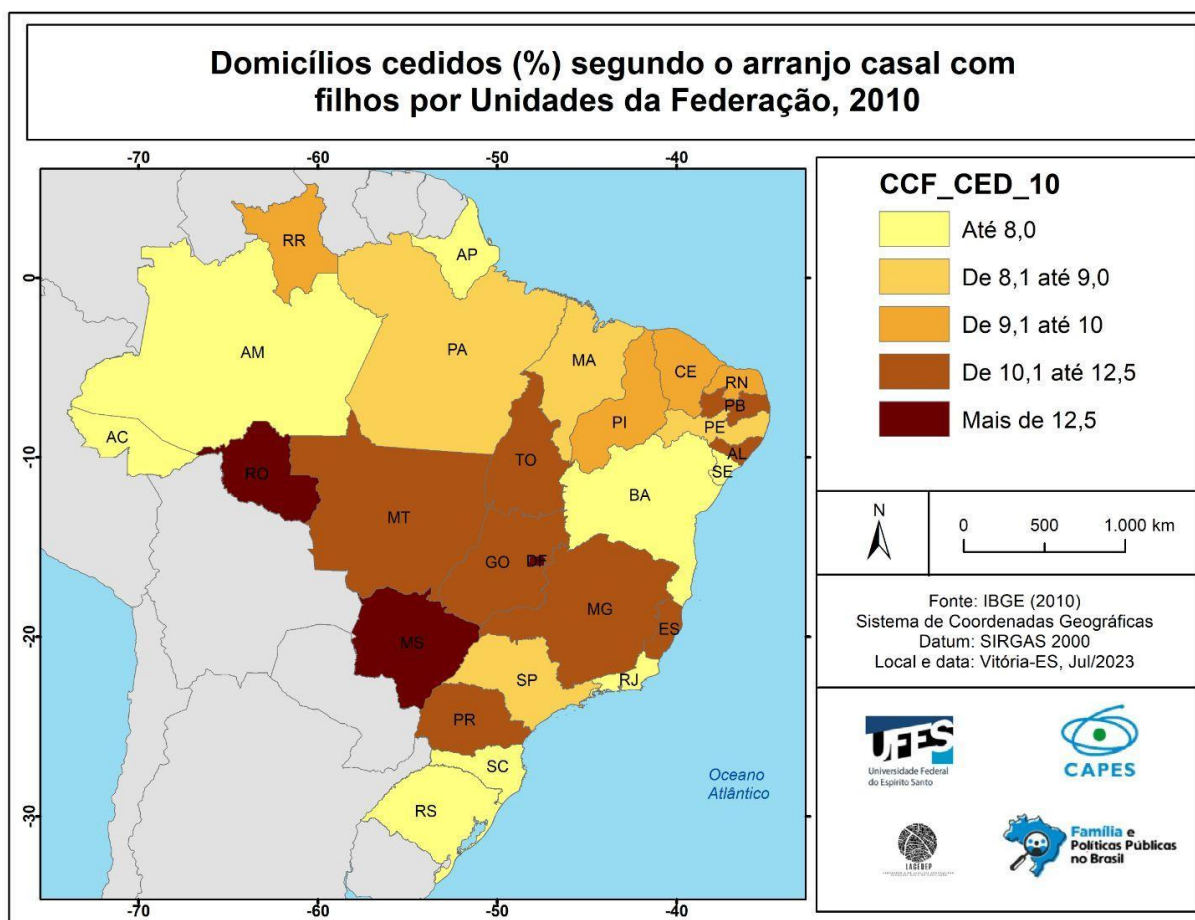 Domicílios cedidos (%) segundo o arranjo casal com
filhos por Unidades da Federação, 2010
-70
-60
-50
-40
0
-10
-20
-30
RR
AP
AM
PA
MA
CE
RN
PB
PI
PE
AC
AL
SE
RO
TO
BA
MT
GO
DF
MG
ES
MS
SP
RJ
PR
SC
RS
Oceano
Atlântico
CCF_CED_10
Até 8,0
De 8,1 até 9,0
De 9,1 até 10
De 10,1 até 12,5
Mais de 12,5
N
0 500 1.000 km
Fonte: IBGE (2010)
Sistema de Coordenadas Geográficas
Datum: SIRGAS 2000
Local e data: Vitória-ES, Jul/2023
UFES
Universidade Federal
do Espírito Santo
CAPES
LAGEDEP
Família e
Políticas Públicas
no Brasil